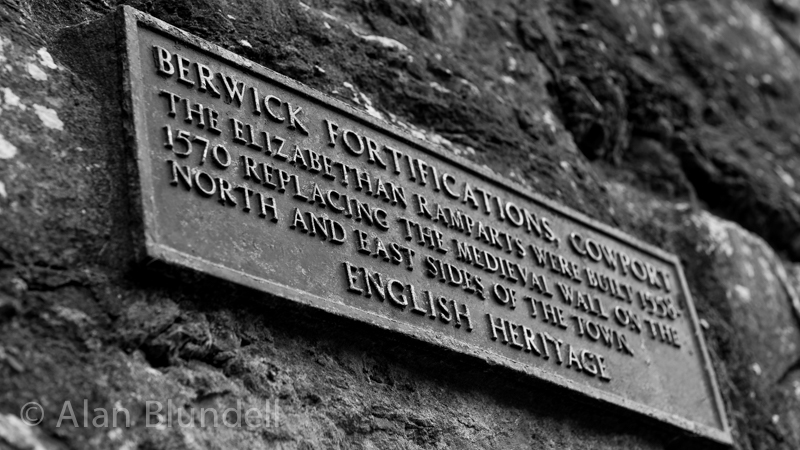 BERWICK FORTIFICATIONS, COWPORT
THE ELIZABETHAN RAMPARTS WERE BUILT 1558-
1570 REPLACING THE MEDIEVAL WALL ON THE
NORTH AND EAST SIDES OF THE TOWN
ENGLISH HERITAGE
© Alan Blundell